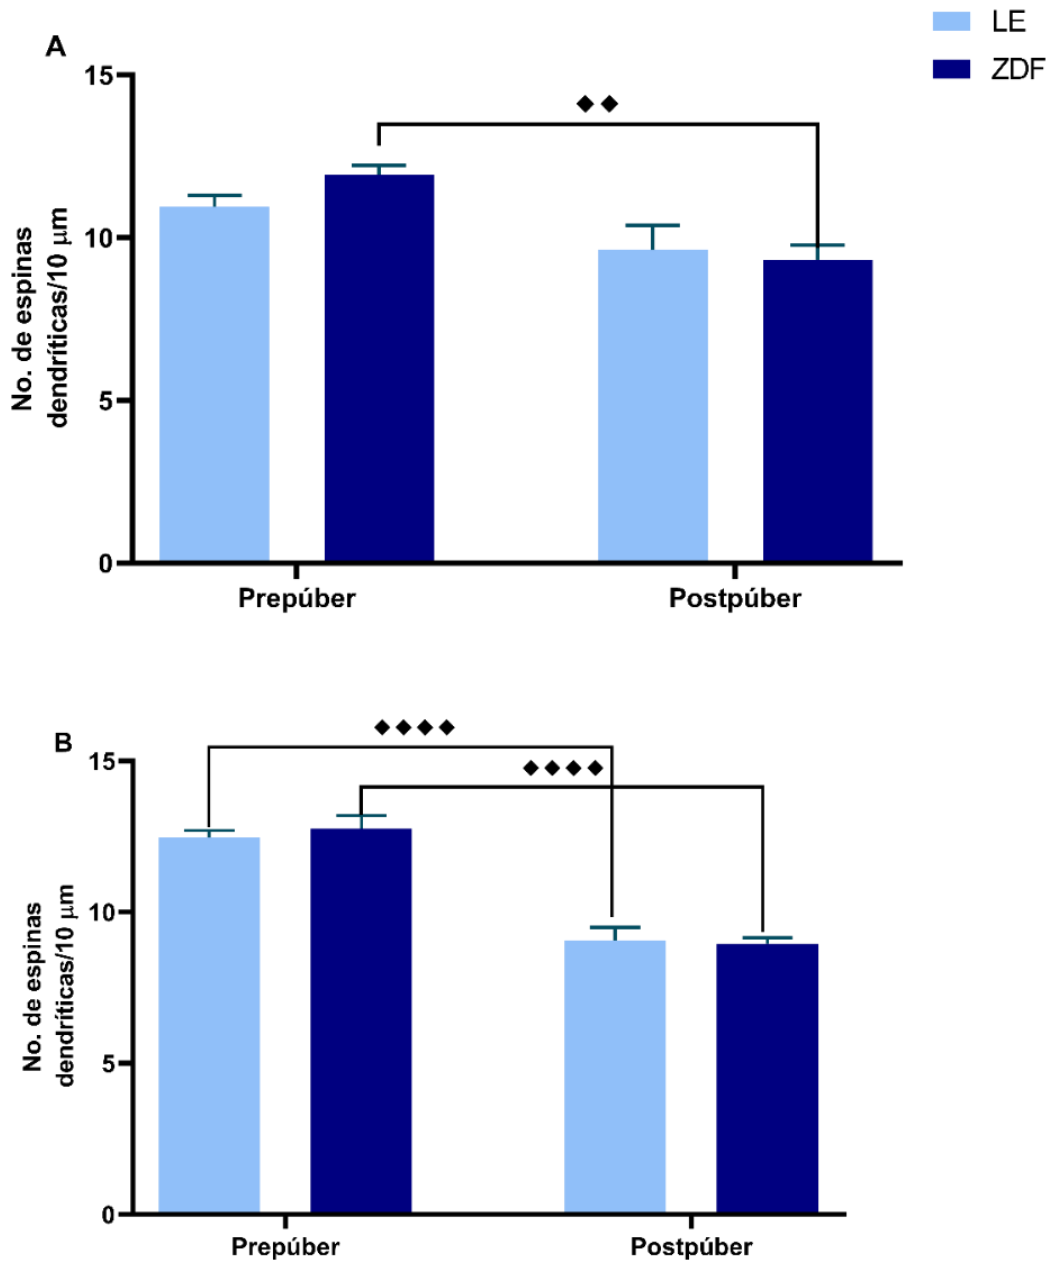 LE
ZDF
A
15
10
5
0
No. de espinas
dendríticas/10 µm
◆◆
Prepúber
Postpúber
B
15
10
5
0
No. de espinas
dendríticas/10 µm
◆◆◆◆
◆◆◆◆
Prepúber
Postpúber